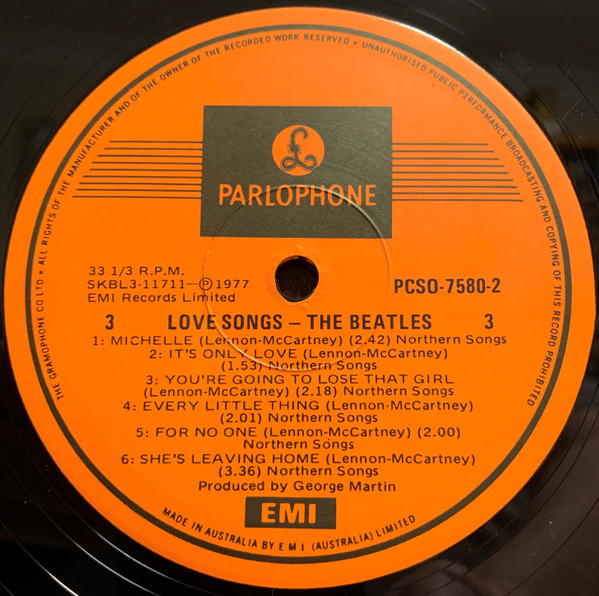 THE GRAMOPHONE CO LTD • ALL RIGHTS OF THE MANUFACTURER AND OF THE OWNER OF THE RECORDED WORK RESERVED • UNAUTHORISED PUBLIC PERFORMANCE BROADCASTING AND COPYING OF THIS RECORD PROHIBITED
£
PARLOPHONE
33 1/3 R.P.M.
SKBL3-11711—Ⓟ1977
EMI Records Limited
PCSO-7580-2
3 LOVE SONGS – THE BEATLES 3
1: MICHELLE (Lennon-McCartney) (2.42) Northern Songs
2: IT'S ONLY LOVE (Lennon-McCartney)
(1.53) Northern Songs
3: YOU'RE GOING TO LOSE THAT GIRL
(Lennon-McCartney) (2.18) Northern Songs
4: EVERY LITTLE THING (Lennon-McCartney)
(2.01) Northern Songs
5: FOR NO ONE (Lennon-McCartney) (2.00)
Northern Songs
6: SHE'S LEAVING HOME (Lennon-McCartney)
(3.36) Northern Songs
Produced by George Martin
EMI
MADE IN AUSTRALIA BY E M I (AUSTRALIA) LIMITED